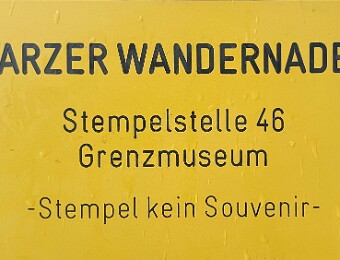 ARZER WANDERNADE
Stempelstelle 46
Grenzmuseum
-Stempel kein Souvenir-